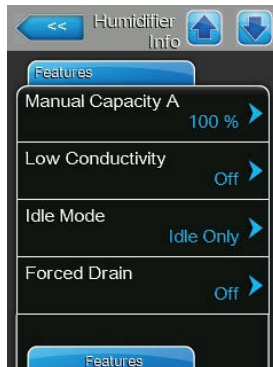 << Humidifier
Info
Features
Manual Capacity A
100 %
Low Conductivity
Off
Idle Mode
Idle Only
Forced Drain
Off
Features